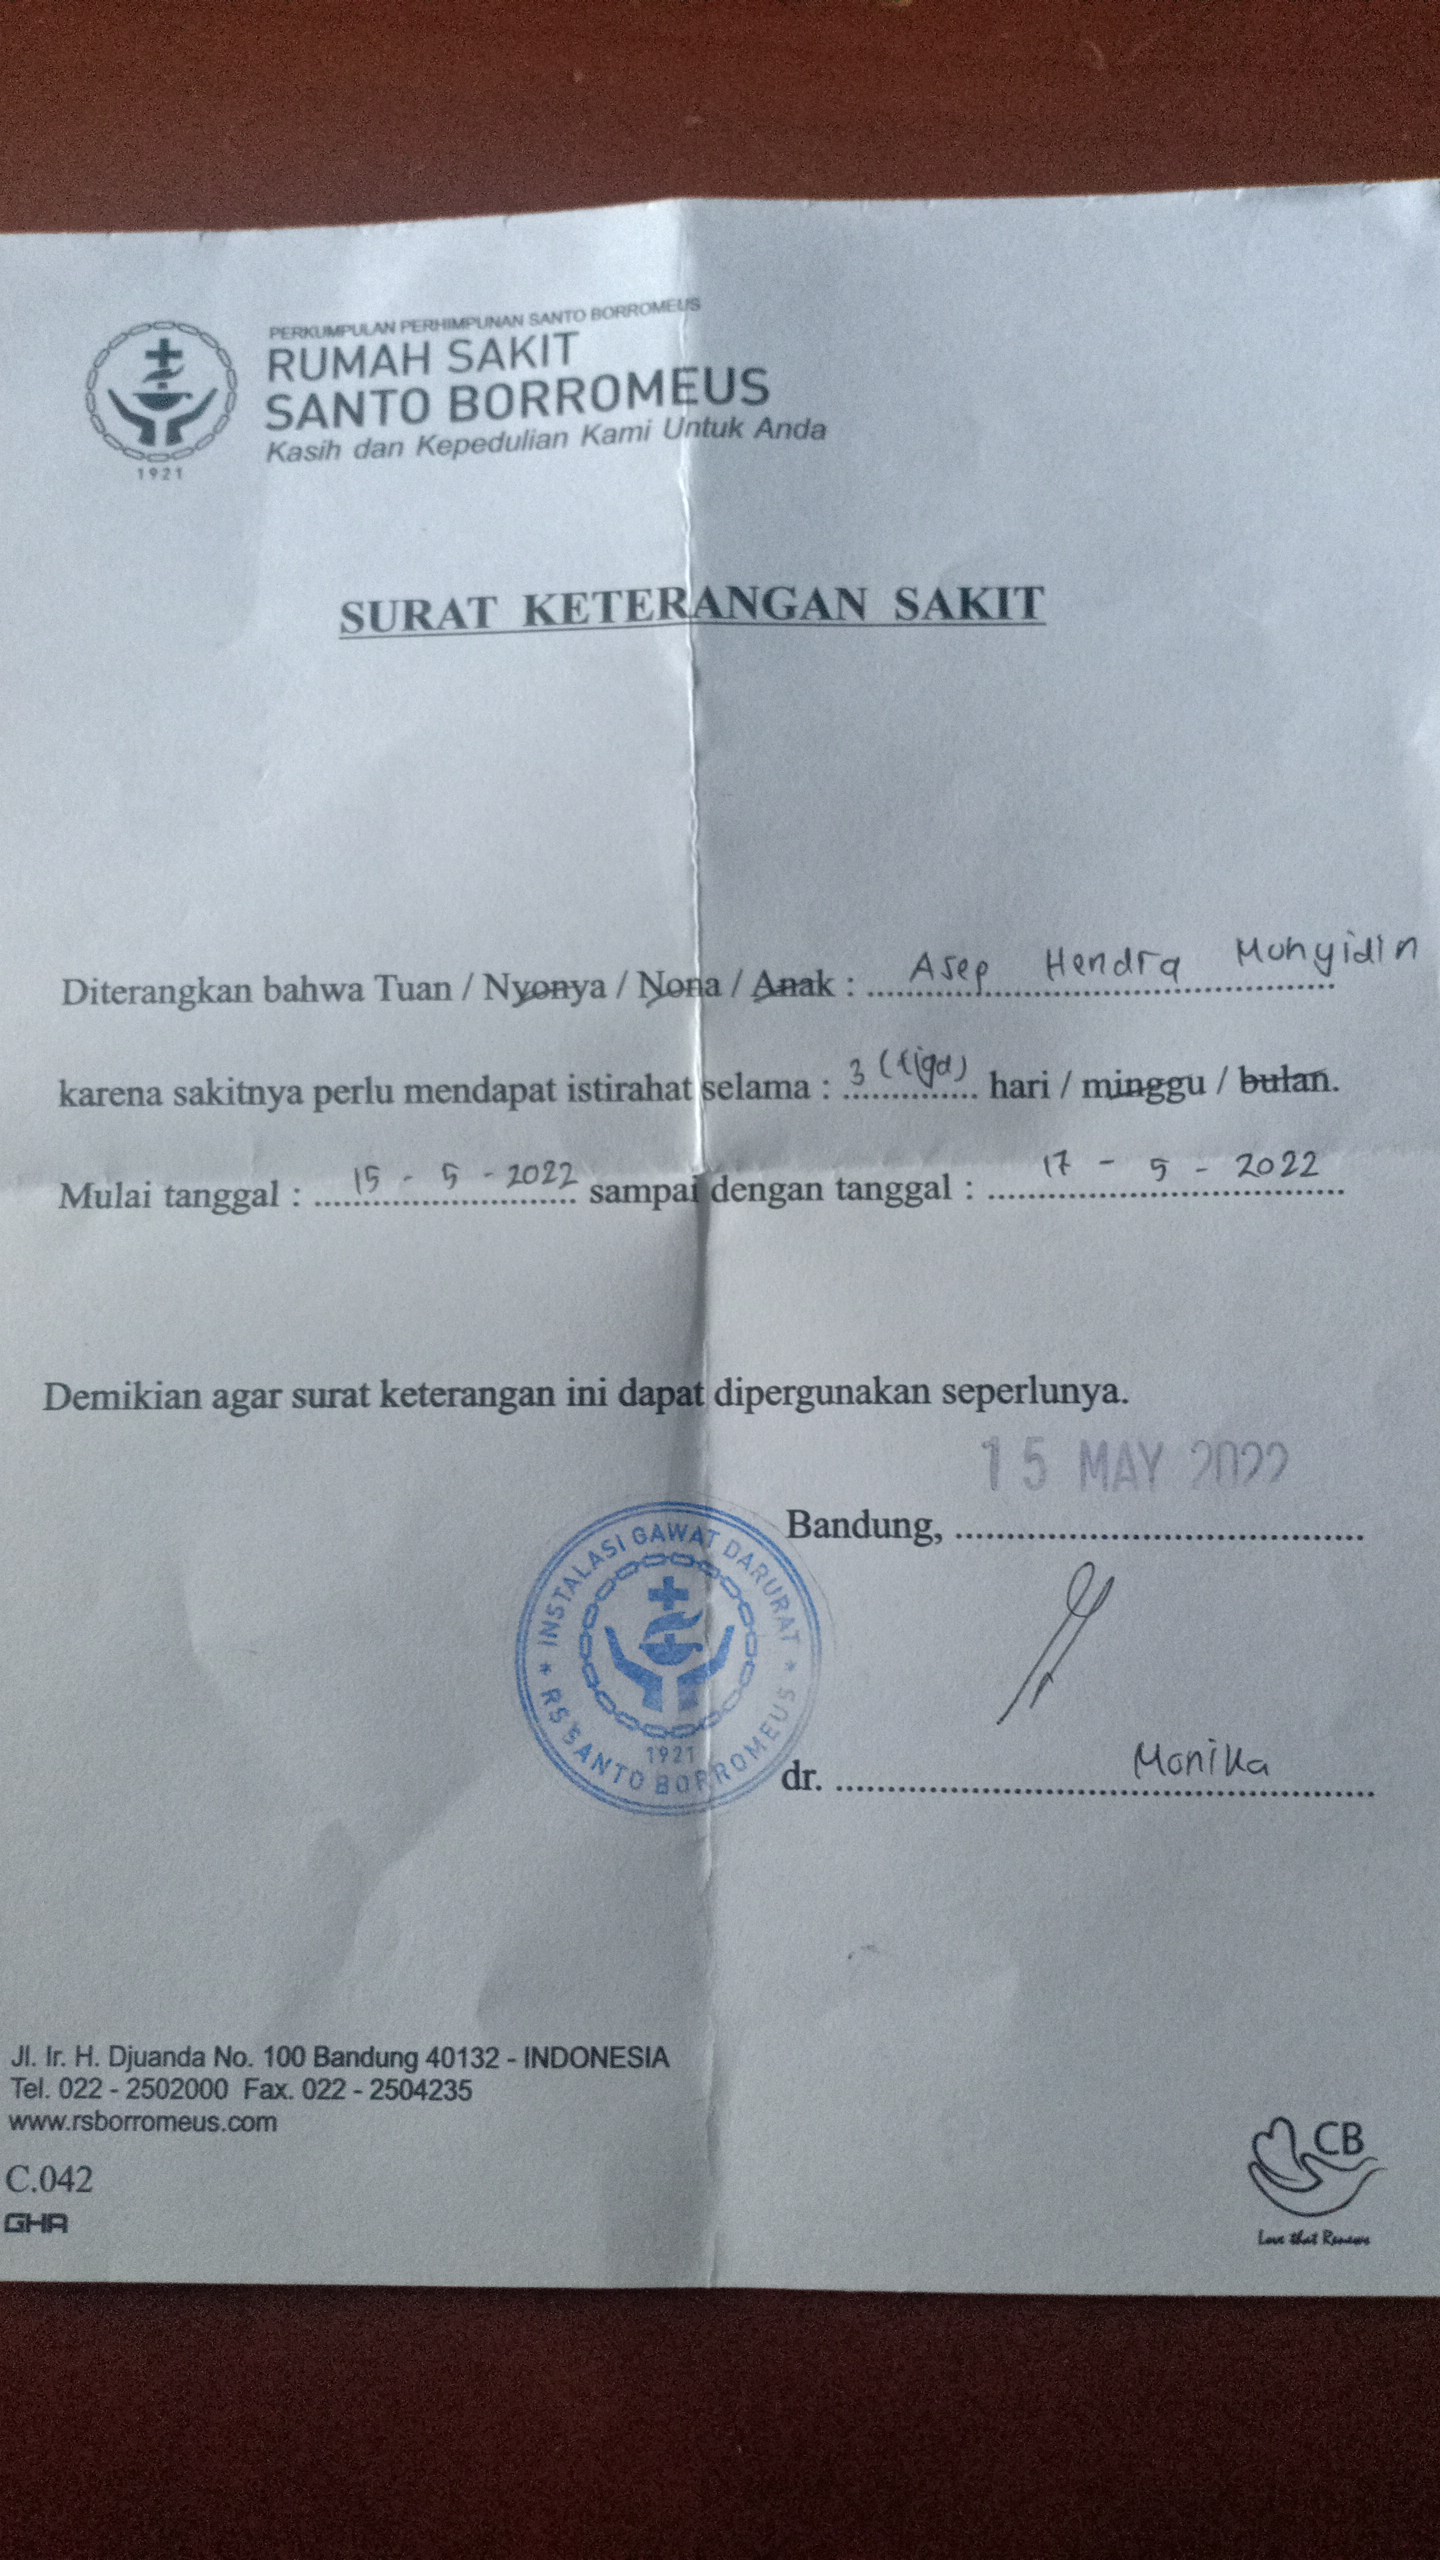 PERKUMPULAN PERHIMPUNAN SANTO BORROMEUS
RUMAH SAKIT
SANTO BORROMEUS
Kasih dan Kepedulian Kami Untuk Anda
1921
SURAT KETERANGAN SAKIT
Diterangkan bahwa Tuan / Nyonya / Nona / Anak : Asep Hendra Mohyidin
karena sakitnya perlu mendapat istirahat selama : 3 (tiga) hari / minggu / bulan.
Mulai tanggal : 15 - 5 - 2022 sampai dengan tanggal : 17 - 5 - 2022
Demikian agar surat keterangan ini dapat dipergunakan seperlunya.
Bandung, 15 MAY 2022
INSTALASI GAWAT DARURAT
* RS SANTO BORROMEUS *
1921
dr. Monika
Jl. Ir. H. Djuanda No. 100 Bandung 40132 - INDONESIA
Tel. 022 - 2502000 Fax. 022 - 2504235
www.rsborromeus.com
C.042
GHA
CB
Love that Renews